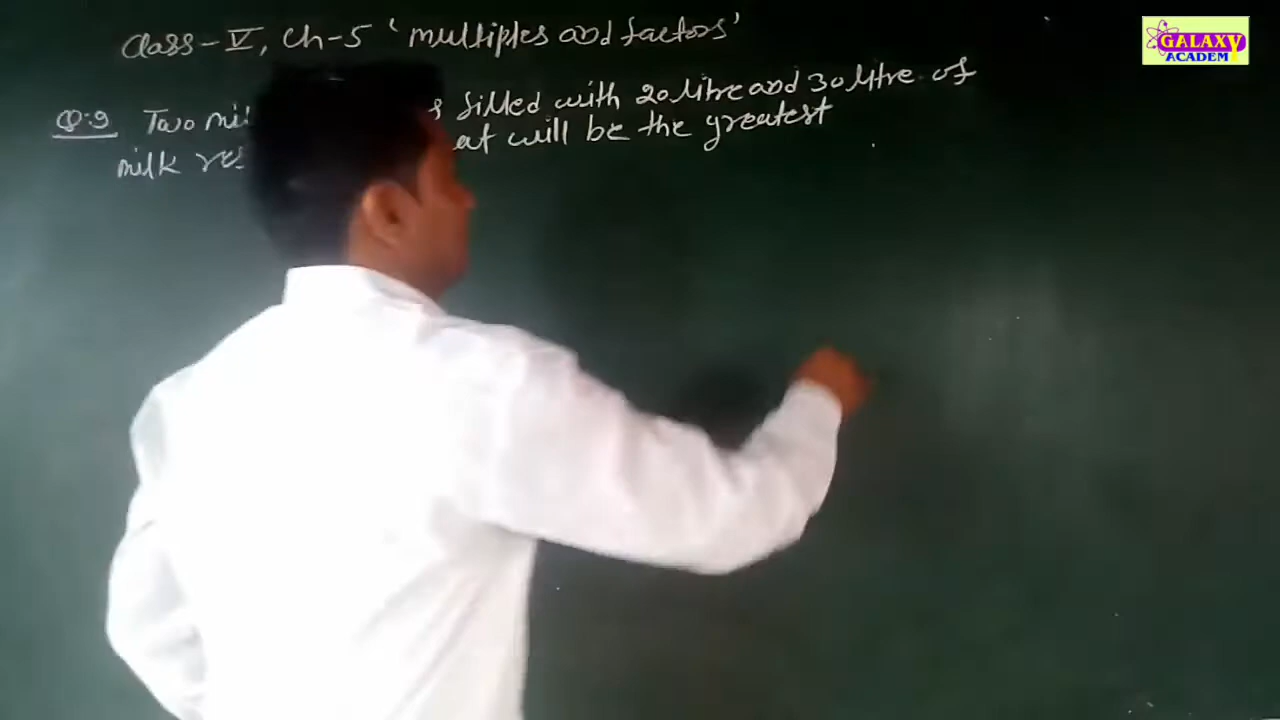 Class - V, Ch-5 'multiples and factors'
GALAXY
ACADEMY
Q.9 Two filled with 20 litre and 30 litre of
milk will be the greatest